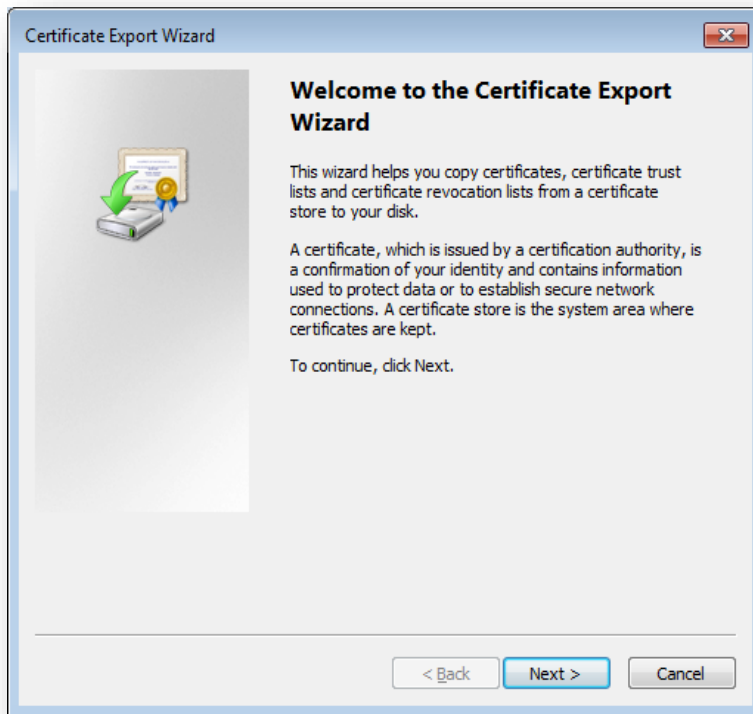 Certificate Export Wizard
Welcome to the Certificate Export
Wizard
This wizard helps you copy certificates, certificate trust
lists and certificate revocation lists from a certificate
store to your disk.
A certificate, which is issued by a certification authority, is
a confirmation of your identity and contains information
used to protect data or to establish secure network
connections. A certificate store is the system area where
certificates are kept.
To continue, click Next.
< Back Next > Cancel